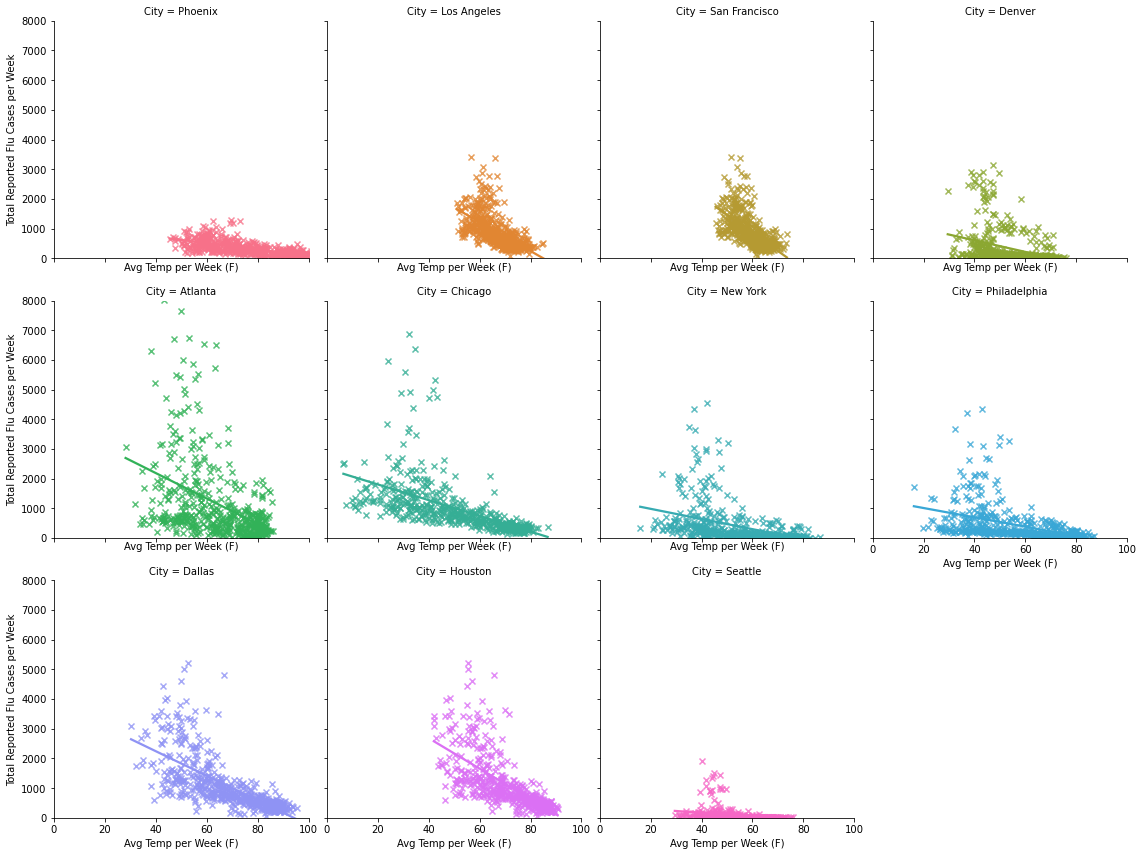 City = Phoenix
City = Los Angeles
City = San Francisco
City = Denver
Total Reported Flu Cases per Week
8000
7000
6000
5000
4000
3000
2000
1000
0
Avg Temp per Week (F)
Avg Temp per Week (F)
Avg Temp per Week (F)
Avg Temp per Week (F)
City = Atlanta
City = Chicago
City = New York
City = Philadelphia
Total Reported Flu Cases per Week
8000
7000
6000
5000
4000
3000
2000
1000
0
Avg Temp per Week (F)
Avg Temp per Week (F)
Avg Temp per Week (F)
0 20 40 60 80 100
Avg Temp per Week (F)
City = Dallas
City = Houston
City = Seattle
Total Reported Flu Cases per Week
8000
7000
6000
5000
4000
3000
2000
1000
0
0 20 40 60 80 100
0 20 40 60 80 100
0 20 40 60 80 100
Avg Temp per Week (F)
Avg Temp per Week (F)
Avg Temp per Week (F)